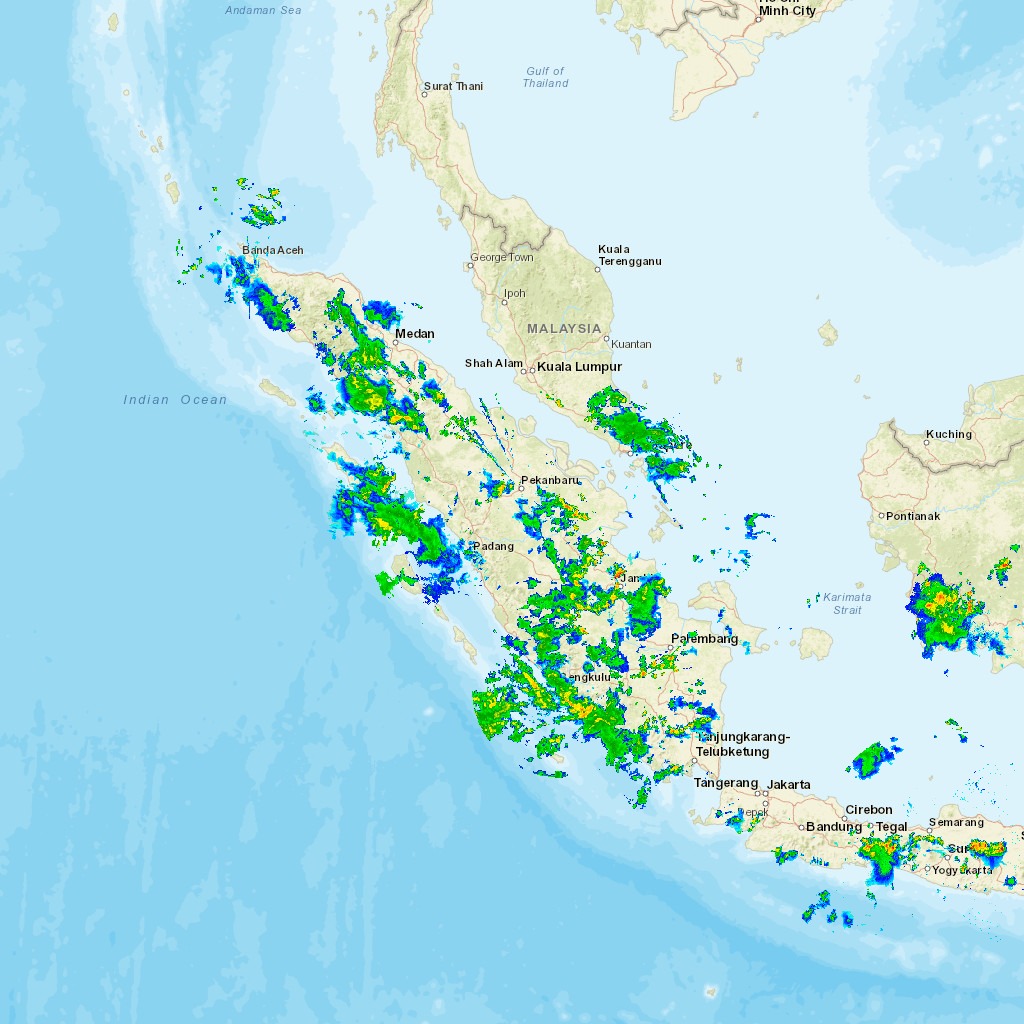 Andaman Sea
Minh City
Gulf of
Thailand
Surat Thani
Banda Aceh
George Town
Kuala
Terengganu
Ipoh
MALAYSIA
Kuantan
Medan
Shah Alam
Kuala Lumpur
Indian Ocean
Kuching
Pekanbaru
Pontianak
Padang
Karimata
Strait
Palembang
Tanjungkarang-
Telubketung
Tangerang
Jakarta
Cirebon
Bandung
Tegal
Semarang
Yogyakarta